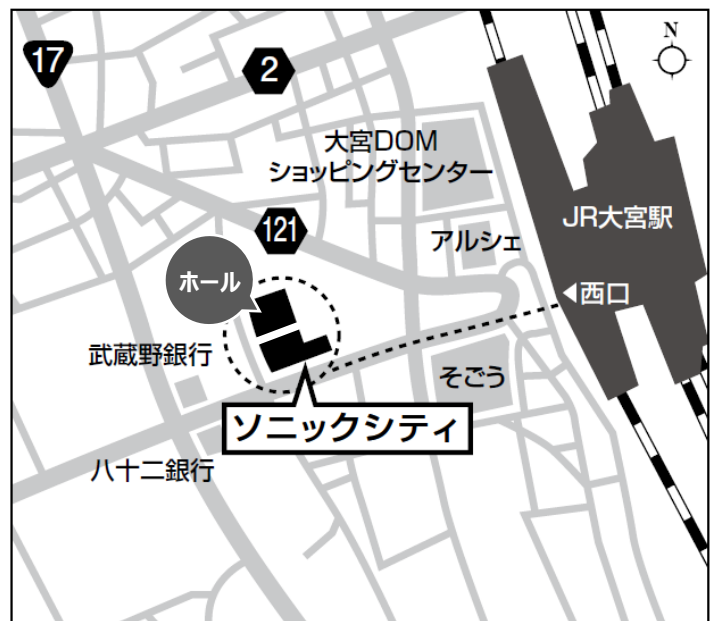 N
17
2
大宮DOM
ショッピングセンター
JR大宮駅
121
アルシェ
ホール
西口
武蔵野銀行
そごう
ソニックシティ
八十二銀行